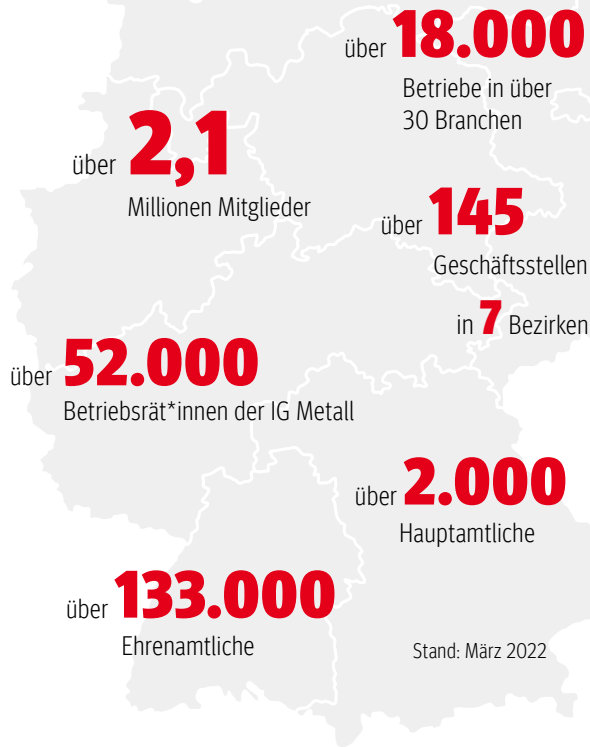 über 18.000
Betriebe in über
30 Branchen
über 2,1
Millionen Mitglieder
über 145
Geschäftsstellen
in 7 Bezirken
über 52.000
Betriebsrät*innen der IG Metall
über 2.000
Hauptamtliche
über 133.000
Ehrenamtliche
Stand: März 2022